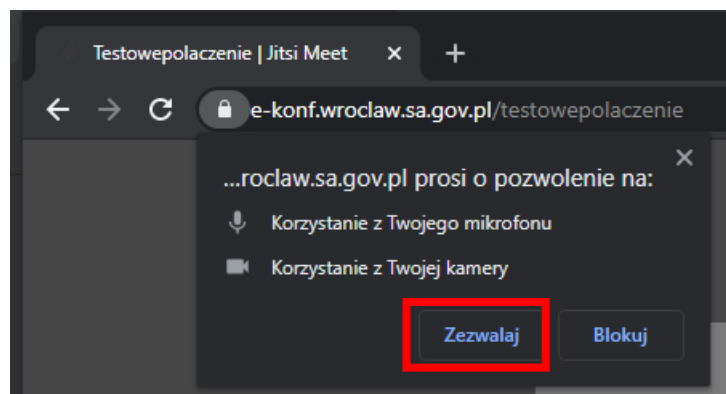 Testowepolaczenie | Jitsi Meet
e-konf.wroclaw.sa.gov.pl/testowepolaczenie
...roclaw.sa.gov.pl prosi o pozwolenie na:
Korzystanie z Twojego mikrofonu
Korzystanie z Twojej kamery
Zezwalaj Blokuj